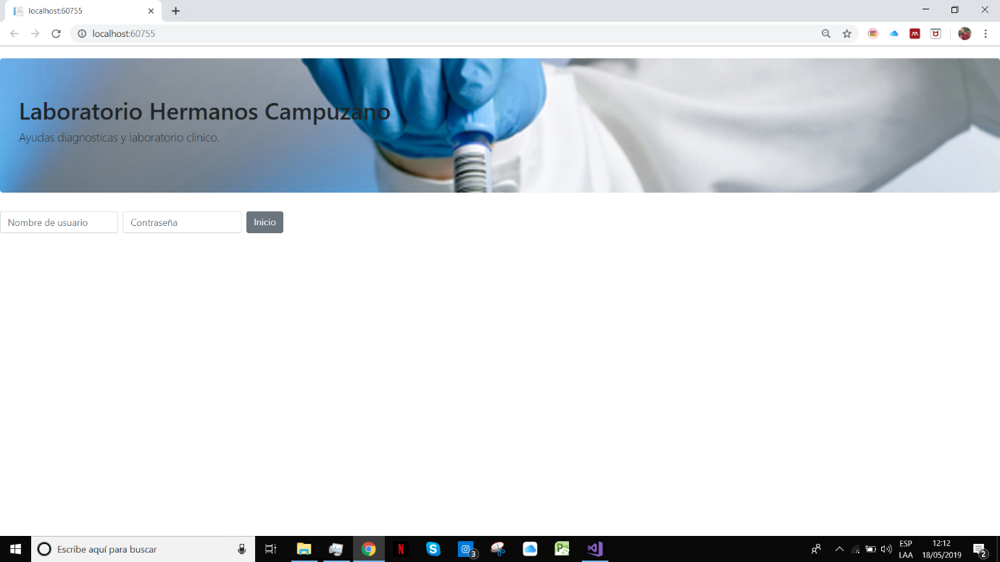 localhost:60755
localhost:60755
Laboratorio Hermanos Campuzano
Ayudas diagnosticas y laboratorio clinico.
Nombre de usuario
Contraseña
Inicio
Escribe aquí para buscar
N
S
3
ESP
LAA
12:12
18/05/2019
2